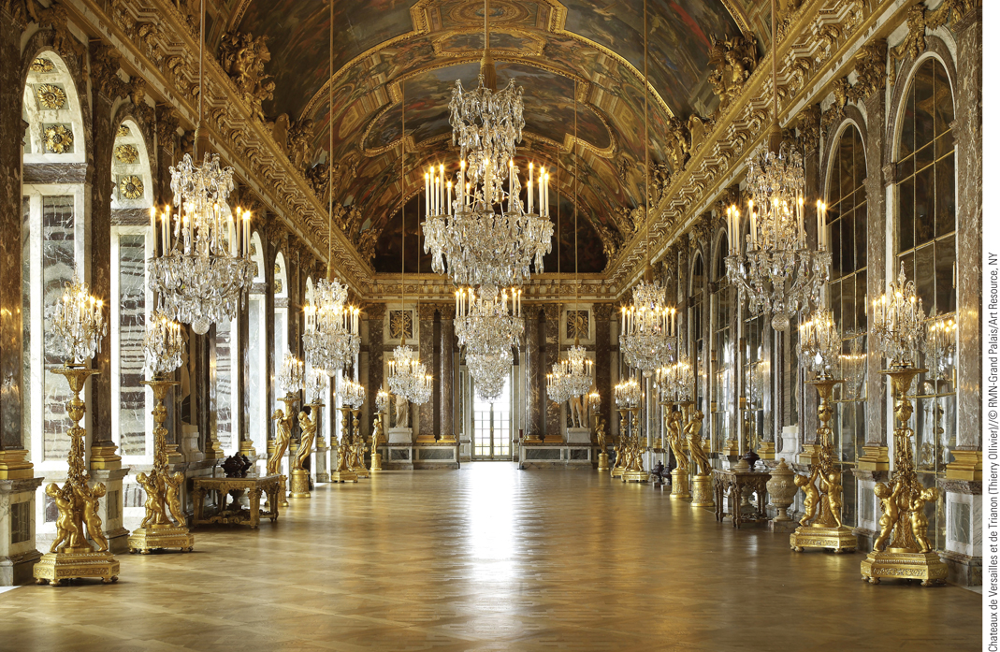 Chateaux de Versailles et de Trianon (Thierry Ollivier)//© RMN-Grand Palais/Art Resource, NY